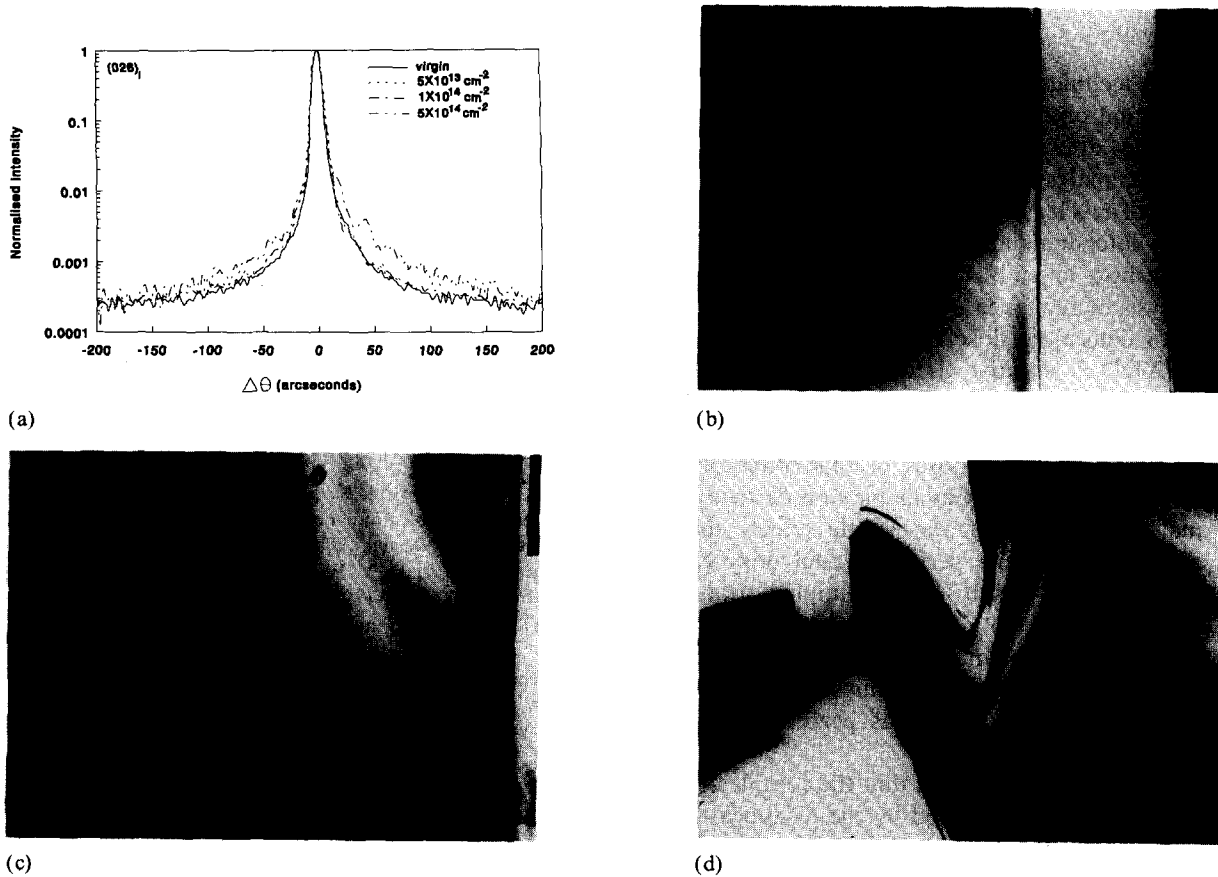 (026)ₗ
virgin
5X10¹³ cm⁻²
1X10¹⁴ cm⁻²
5X10¹⁴ cm⁻²
Normalised Intensity
1
0.1
0.01
0.001
0.0001
-200 -150 -100 -50 0 50 100 150 200
△Θ (arcseconds)
(a)
(b)
(c)
(d)